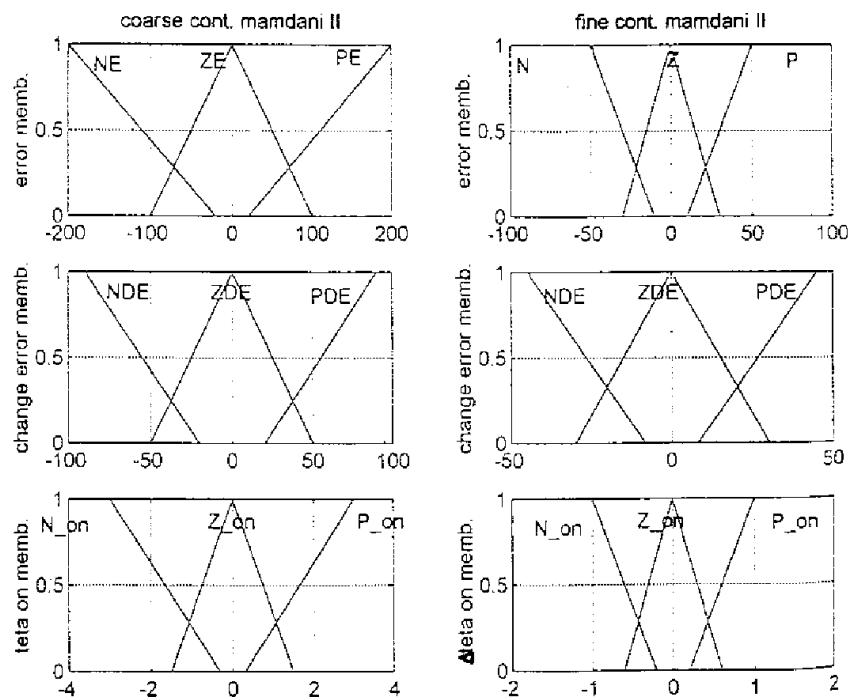 coarse cont. mamdani II
fine cont. mamdani II
error memb.
1
0.5
0
NE
ZE
PE
-200
-100
0
100
200
error memb.
1
0.5
0
N
Z
P
-100
-50
0
50
100
change error memb.
1
0.5
0
NDE
ZDE
PDE
-100
-50
0
50
100
change error memb.
1
0.5
0
NDE
ZDE
PDE
-50
0
50
teta on memb.
1
0.5
0
N_on
Z_on
P_on
-4
-2
0
2
4
Δteta on memb.
1
0.5
0
N_on
Z_on
P_on
-2
-1
0
1
2